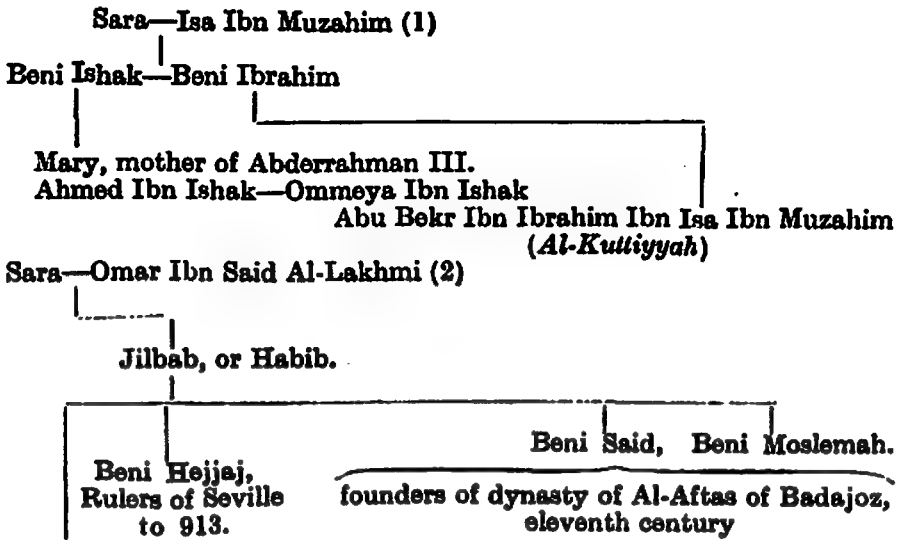 Sara—Isa Ibn Muzahim (1)
Beni Ishak—Beni Ibrahim
Mary, mother of Abderrahman III.
Ahmed Ibn Ishak—Ommeya Ibn Ishak
Abu Bekr Ibn Ibrahim Ibn Isa Ibn Muzahim
(Al-Kuttiyyah)
Sara—Omar Ibn Said Al-Lakhmi (2)
Jilbab, or Habib.
Beni Said, Beni Moslemah.
Beni Hejjaj,
Rulers of Seville
to 913.
founders of dynasty of Al-Aftas of Badajoz,
eleventh century